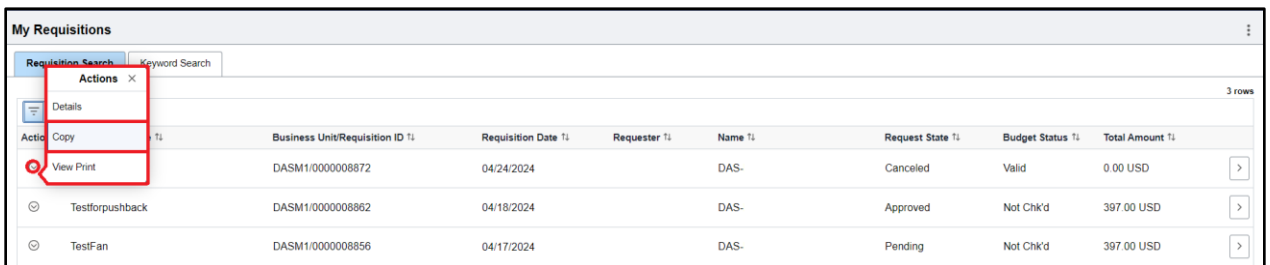 My Requisitions
Requisition Search Keyword Search
Actions ×
3 rows
Details
Business Unit/Requisition ID Requisition Date Requester Name Request State Budget Status Total Amount
Copy
View Print DASM1/0000008872 04/24/2024 DAS- Canceled Valid 0.00 USD
Testforpushback DASM1/0000008862 04/18/2024 DAS- Approved Not Chk'd 397.00 USD
TestFan DASM1/0000008856 04/17/2024 DAS- Pending Not Chk'd 397.00 USD